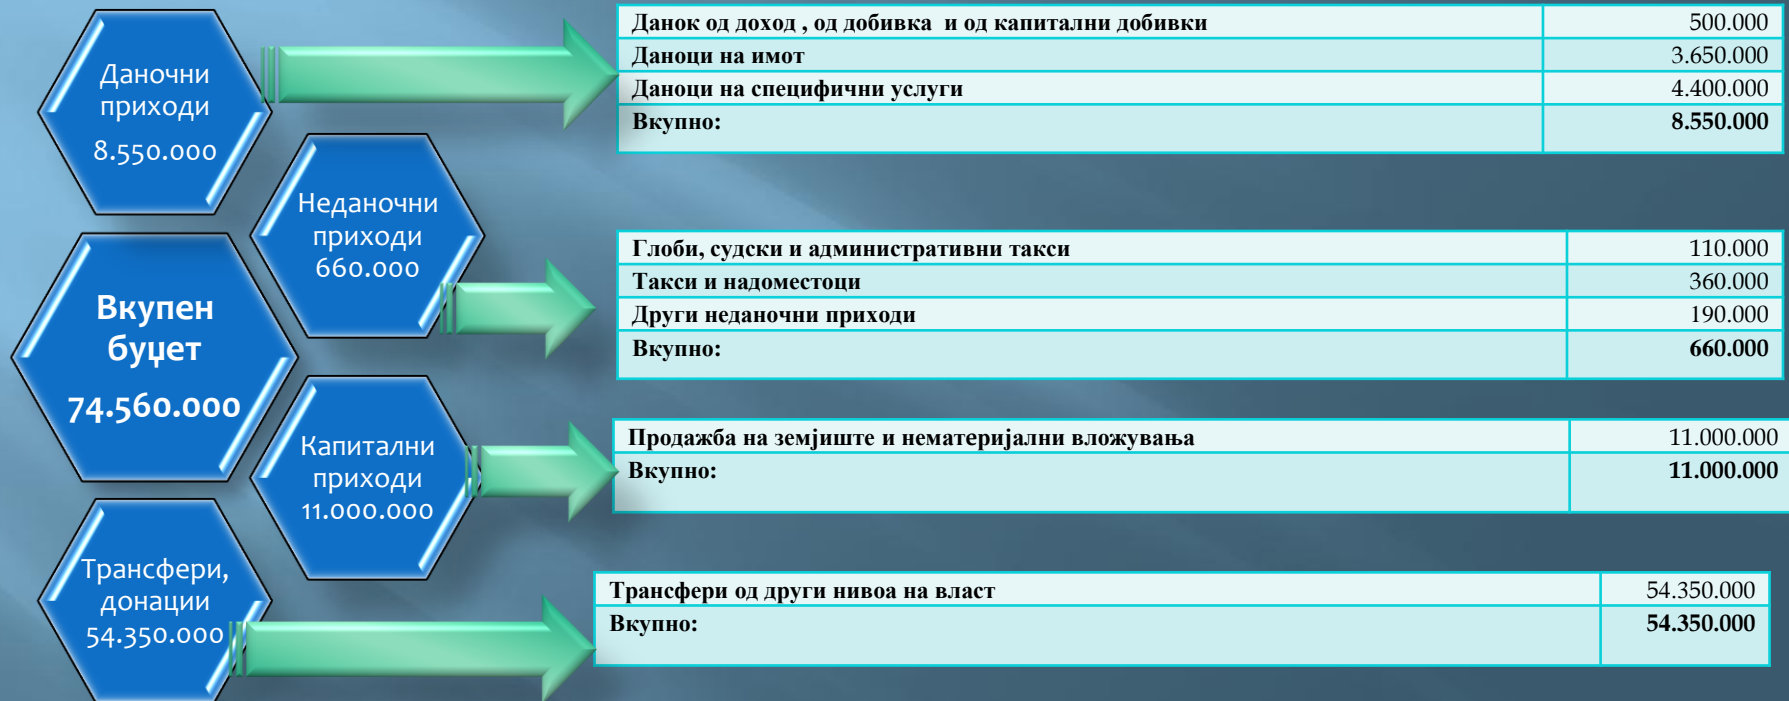 Даночни
приходи
8.550.000
Данок од доход , од добивка и од капитални добивки 500.000
Даноци на имот 3.650.000
Даноци на специфични услуги 4.400.000
Вкупно: 8.550.000
Неданочни
приходи
660.000
Глоби, судски и административни такси 110.000
Такси и надоместоци 360.000
Други неданочни приходи 190.000
Вкупно: 660.000
Вкупен
буџет
74.560.000
Капитални
приходи
11.000.000
Продажба на земјиште и нематеријални вложувања 11.000.000
Вкупно: 11.000.000
Трансфери,
донации
54.350.000
Трансфери од други нивоа на власт 54.350.000
Вкупно: 54.350.000